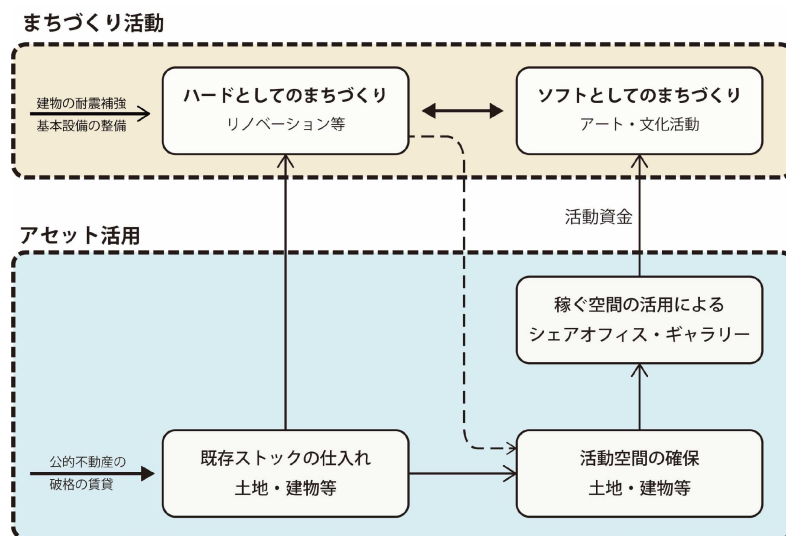 まちづくり活動
建物の耐震補強
基本設備の整備
ハードとしてのまちづくり
リノベーション等
ソフトとしてのまちづくり
アート・文化活動
活動資金
アセット活用
稼ぐ空間の活用による
シェアオフィス・ギャラリー
公的不動産の
破格の賃貸
既存ストックの仕入れ
土地・建物等
活動空間の確保
土地・建物等